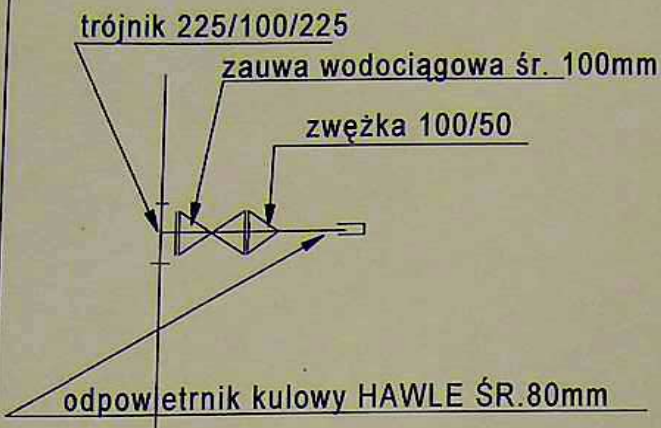 trójnik 225/100/225
zauwa wodociągowa śr. 100mm
zwężka 100/50
odpowietrnik kulowy HAWLE ŚR.80mm